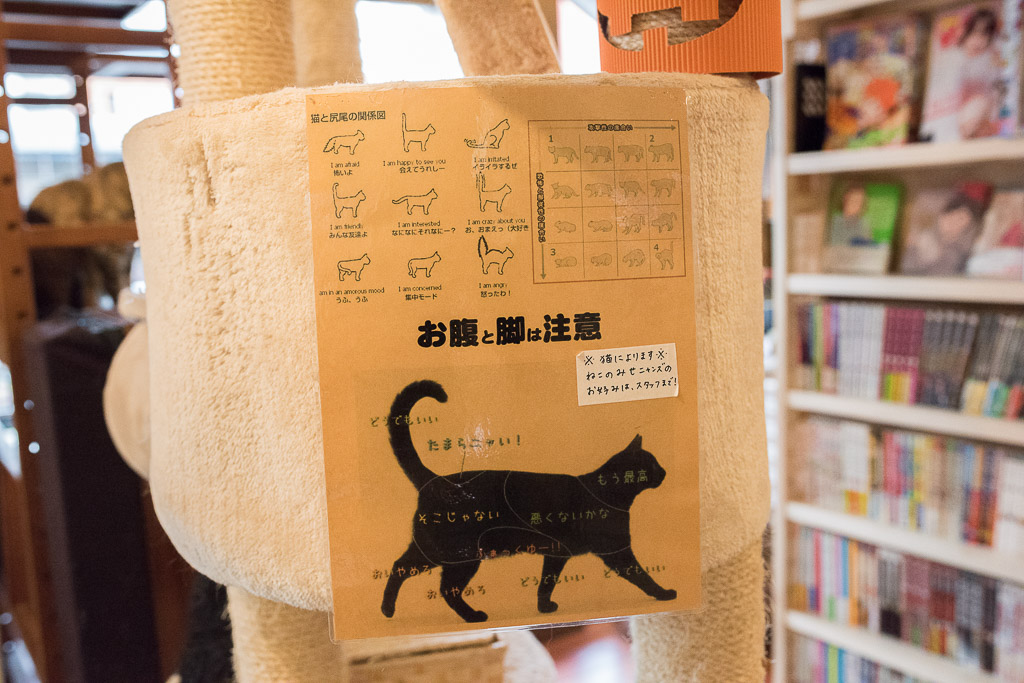 猫と尻尾の関係図
I am afraid
怖いよ
I am happy to see you
会えてうれしー
I am irritated
イライラするぜ
I am friendly
みんな友達よ
I am interested
なになにそれなにー?
I am crazy about you
お、おまえっ(大好き
am in an amorous mood
うふ、うふ
I am concerned
集中モード
I am angry
怒ったわ!
攻撃性の度合い
1
2
3
4
お腹と脚は注意
※ 猫によります ※
ねこのみせニャンズの
お好みは、スタッフまで!
どうでもいい
たまらニャい!
もう最高
そこじゃない
悪くないかな
おいやめろ
おいやめろ
どうでもいい
どうでもいい